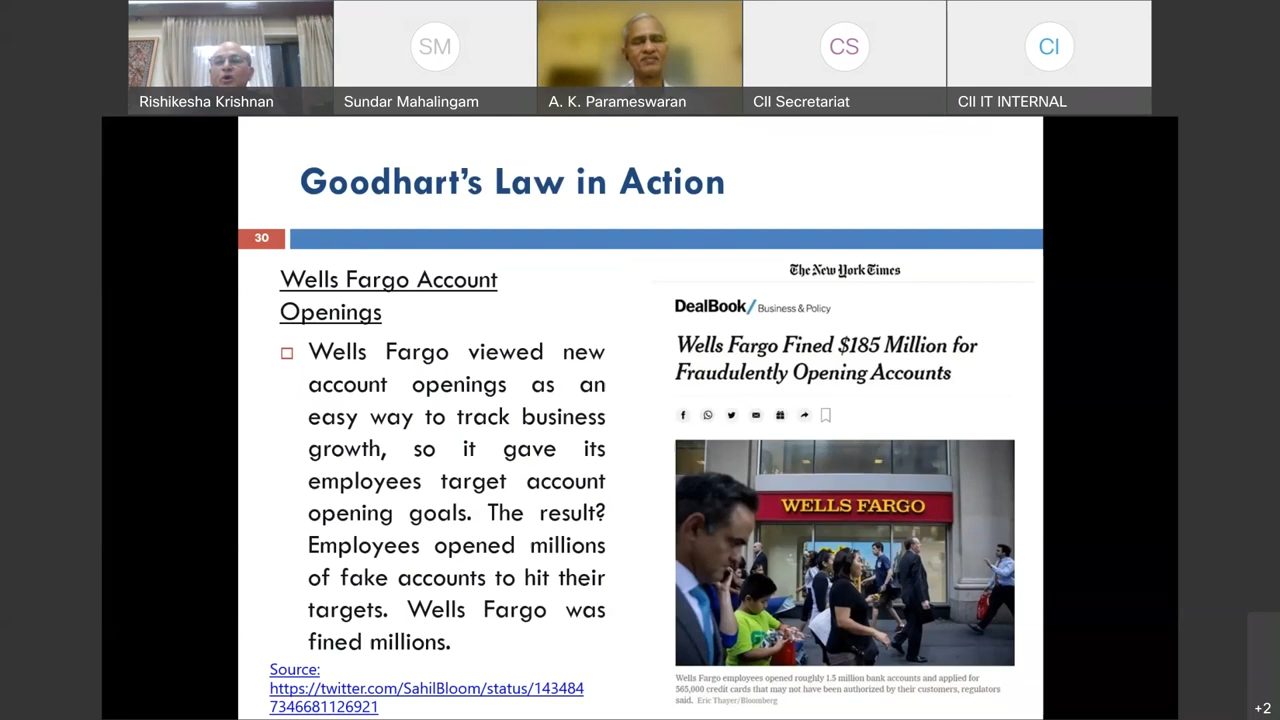 SM
CS
CI
Rishikesha Krishnan
Sundar Mahalingam
A. K. Parameswaran
CII Secretariat
CII IT INTERNAL
Goodhart's Law in Action
30
Wells Fargo Account
Openings
Wells Fargo viewed new
account openings as an
easy way to track business
growth, so it gave its
employees target account
opening goals. The result?
Employees opened millions
of fake accounts to hit their
targets. Wells Fargo was
fined millions.
Source:
https://twitter.com/SahilBloom/status/143484
7346681126921
The New York Times
DealBook/ Business & Policy
Wells Fargo Fined $185 Million for
Fraudulently Opening Accounts
WELLS FARGO
Wells Fargo employees opened roughly 1.5 million bank accounts and applied for
565,000 credit cards that may not have been authorized by their customers, regulators
said. Eric Thayer/Bloomberg
+2